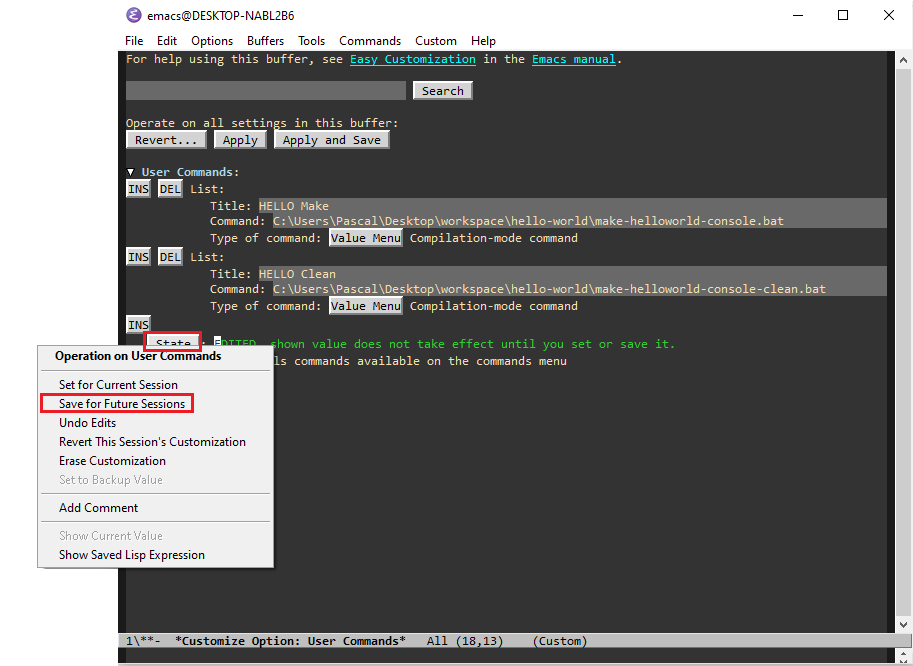 emacs@DESKTOP-NABL2B6
File Edit Options Buffers Tools Commands Custom Help
For help using this buffer, see Easy Customization in the Emacs manual.
Search
Operate on all settings in this buffer:
Revert... Apply Apply and Save
▼ User Commands:
INS DEL List:
Title: HELLO Make
Command: C:\Users\Pascal\Desktop\workspace\hello-world\make-helloworld-console.bat
Type of command: Value Menu Compilation-mode command
INS DEL List:
Title: HELLO Clean
Command: C:\Users\Pascal\Desktop\workspace\hello-world\make-helloworld-console-clean.bat
Type of command: Value Menu Compilation-mode command
INS
State : EDITED, shown value does not take effect until you set or save it.
ls commands available on the commands menu
Operation on User Commands
Set for Current Session
Save for Future Sessions
Undo Edits
Revert This Session's Customization
Erase Customization
Set to Backup Value
Add Comment
Show Current Value
Show Saved Lisp Expression
1\**- *Customize Option: User Commands* All (18,13) (Custom)